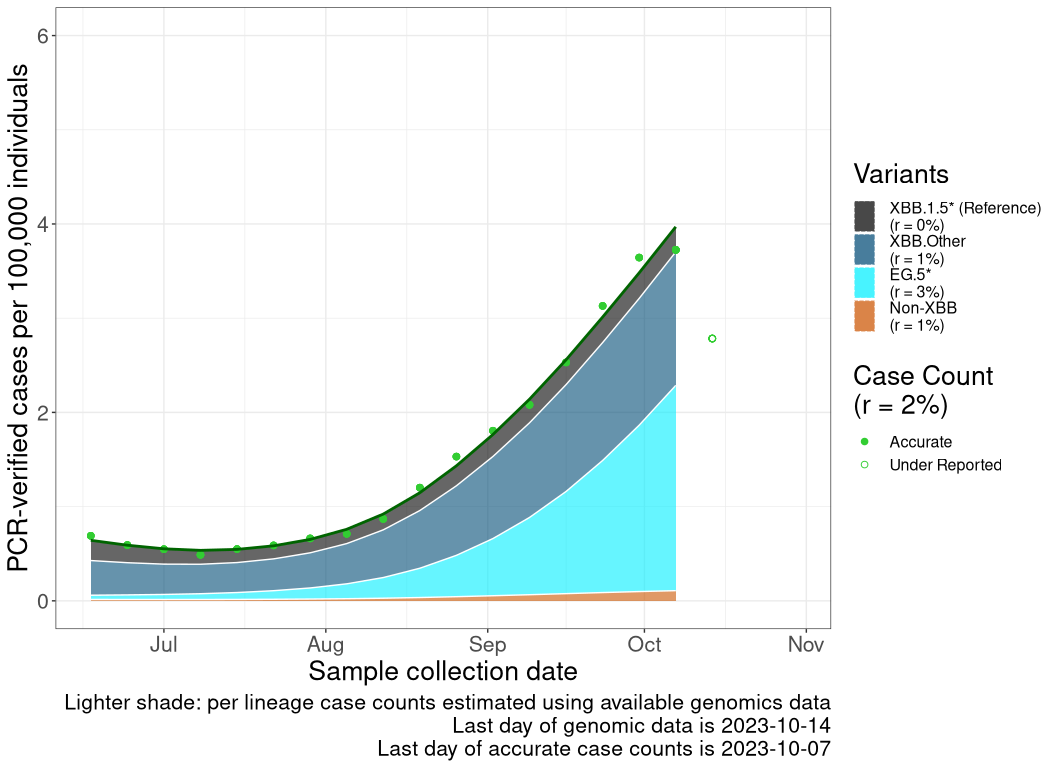 PCR-verified cases per 100,000 individuals
6
4
2
0
Jul
Aug
Sep
Oct
Nov
Sample collection date
Lighter shade: per lineage case counts estimated using available genomics data
Last day of genomic data is 2023-10-14
Last day of accurate case counts is 2023-10-07
Variants
XBB.1.5* (Reference)
(r = 0%)
XBB.Other
(r = 1%)
EG.5*
(r = 3%)
Non-XBB
(r = 1%)
Case Count
(r = 2%)
Accurate
Under Reported